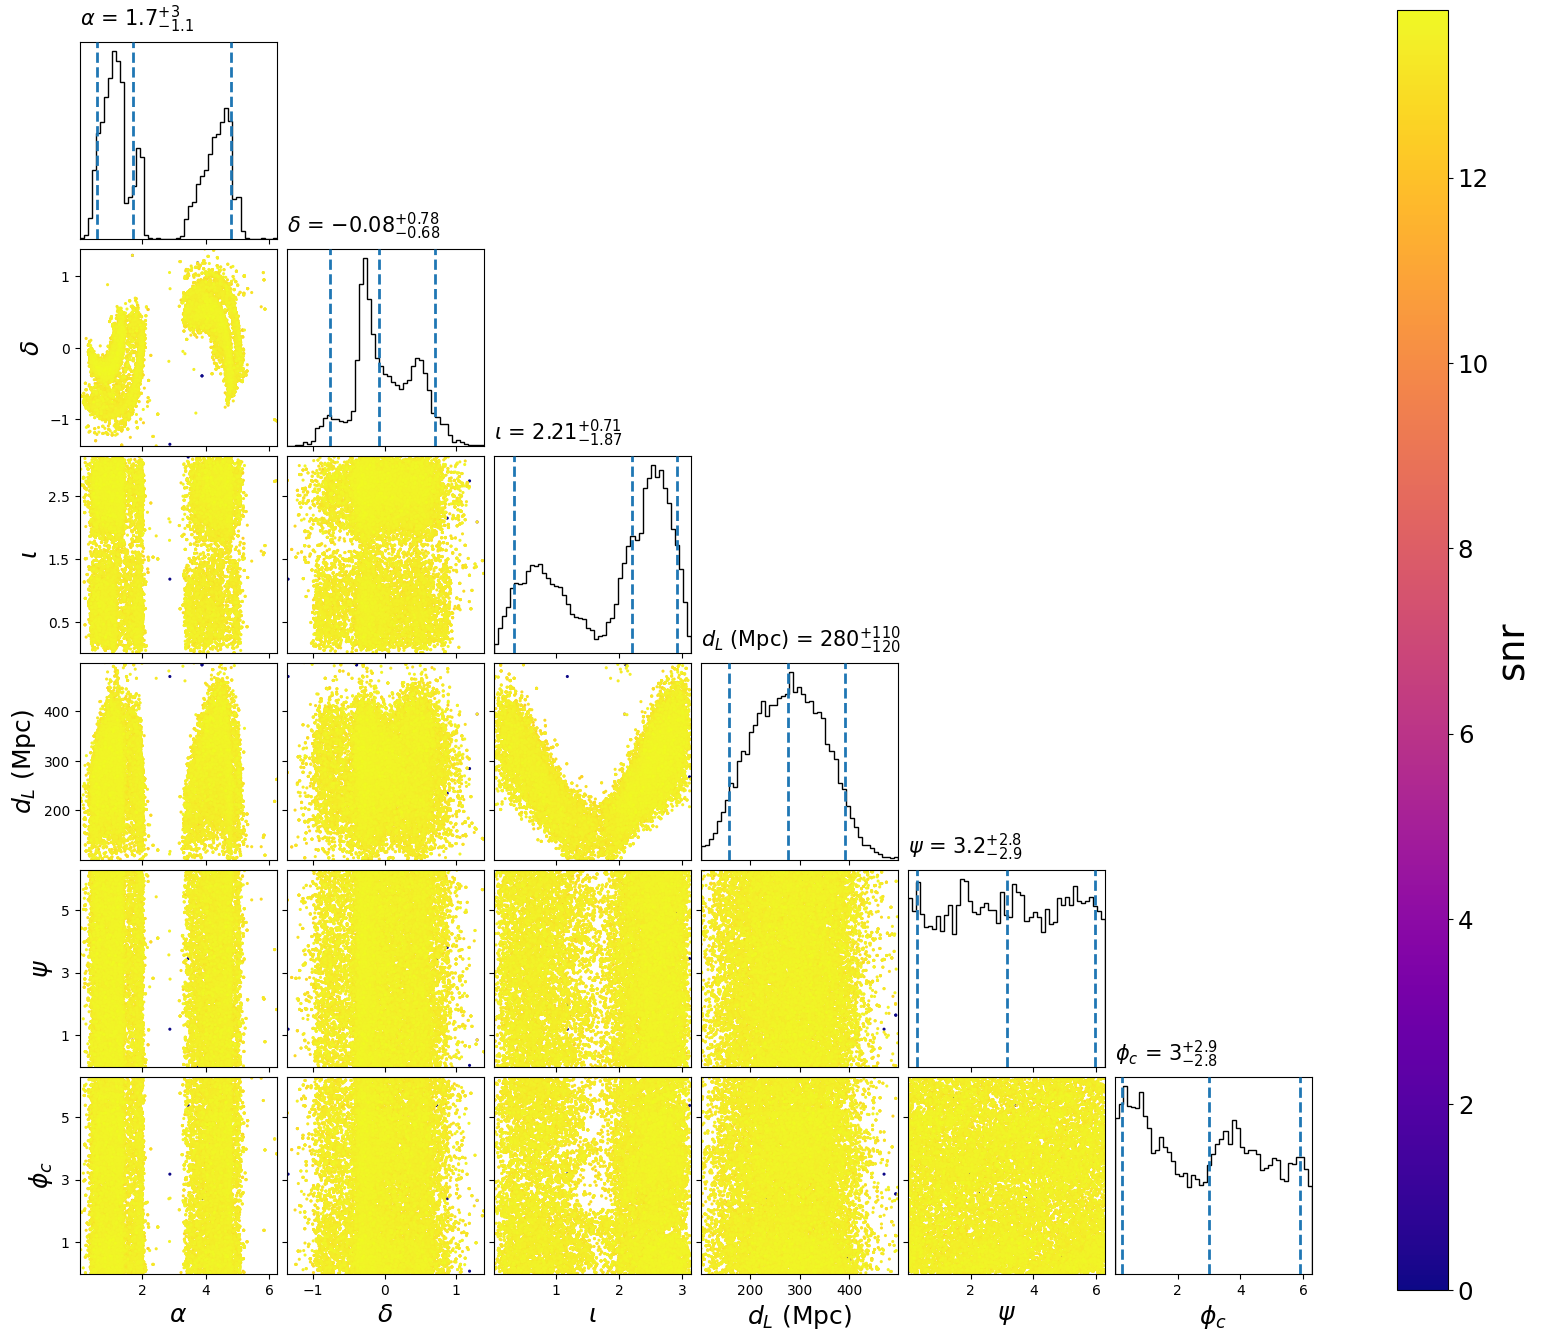 α = 1.7⁺³₋₁.₁
δ = −0.08⁺⁰·⁷⁸₋₀.₆₈
ι = 2.21⁺⁰·⁷¹₋₁.₈₇
d_L (Mpc) = 280⁺¹¹⁰₋₁₂₀
ψ = 3.2⁺²·⁸₋₂.₉
ϕ_c = 3⁺²·⁹₋₂.₈
δ
1
0
−1
ι
2.5
1.5
0.5
d_L (Mpc)
400
300
200
ψ
5
3
1
ϕ_c
5
3
1
2 4 6
−1 0 1
1 2 3
200 300 400
2 4 6
2 4 6
α
δ
ι
d_L (Mpc)
ψ
ϕ_c
12
10
8
6
4
2
0
snr